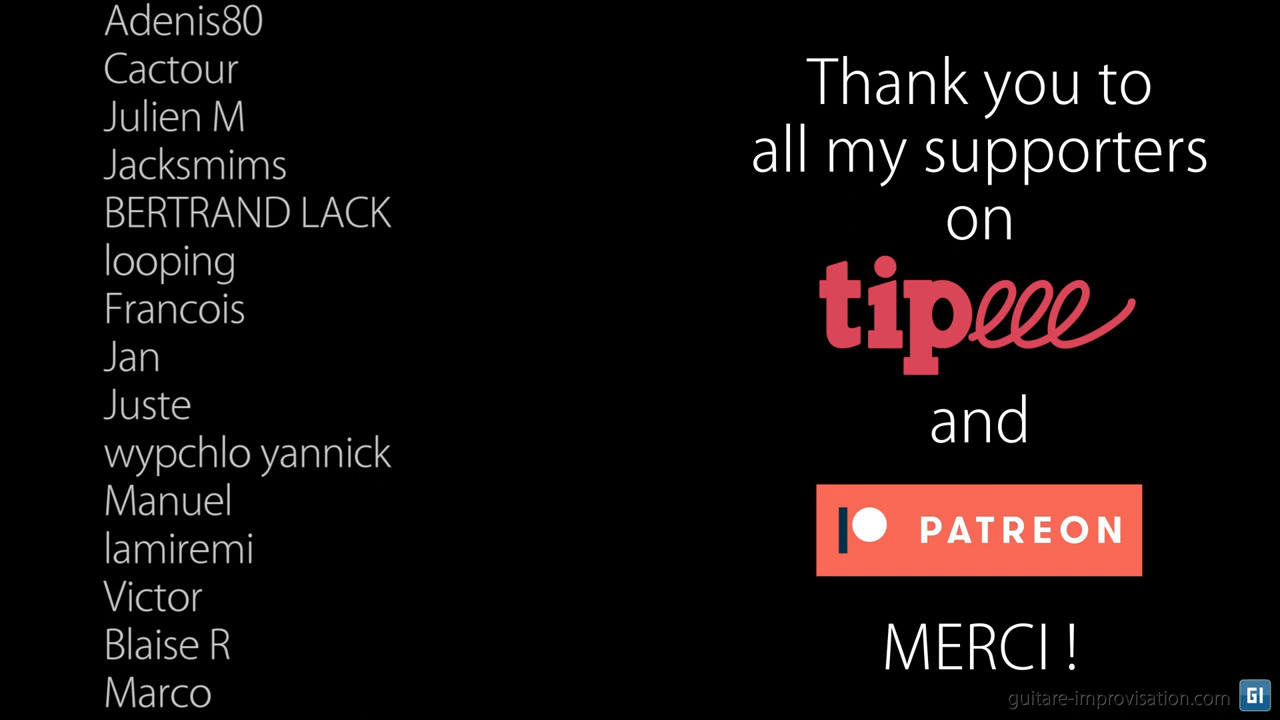 Adenis80
Cactour
Julien M
Jacksmims
BERTRAND LACK
looping
Francois
Jan
Juste
wypchlo yannick
Manuel
lamiremi
Victor
Blaise R
Marco
Thank you to
all my supporters
on
tipeee
and
PATREON
MERCI !
guitare-improvisation.com GI